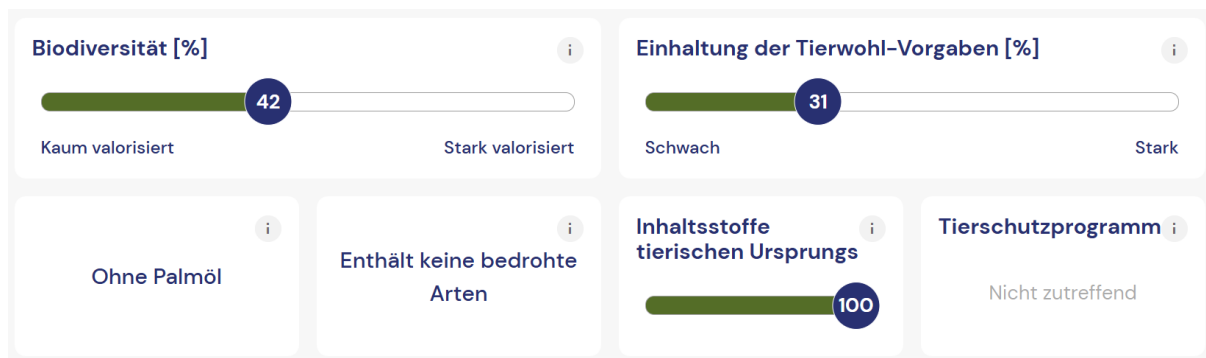 Biodiversität [%]
i
42
Kaum valorisiert
Stark valorisiert
Einhaltung der Tierwohl-Vorgaben [%]
i
31
Schwach
Stark
i
Ohne Palmöl
i
Enthält keine bedrohte
Arten
Inhaltsstoffe
tierischen Ursprungs
i
100
Tierschutzprogramm
i
Nicht zutreffend